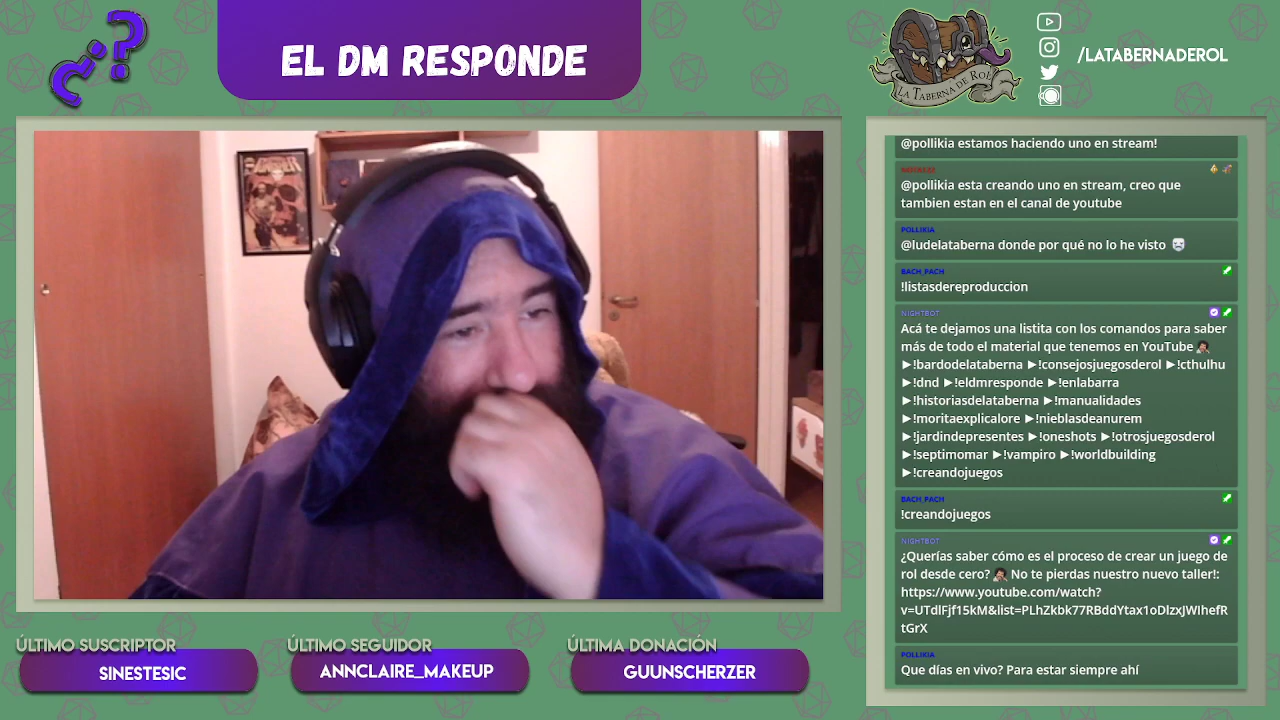 ¿?
EL DM RESPONDE
LA TABERNA DE ROL
/LATABERNADEROL
@pollikia estamos haciendo uno en stream!
@pollikia esta creando uno en stream, creo que
tambien estan en el canal de youtube
POLLIKIA
@ludelataberna donde por qué no lo he visto
BACH_PACH
!listasdereproduccion
NIGHTBOT
Acá te dejamos una listita con los comandos para saber
más de todo el material que tenemos en YouTube
►!bardodelataberna ►!consejosjuegosderol ►!cthulhu
►!dnd ►!eldmresponde ►!enlabarra
►!historiasdelataberna ►!manualidades
►!moritaexplicalore ►!nieblasdeanurem
►!jardindepresentes ►!oneshots ►!otrosjuegosderol
►!septimomar ►!vampiro ►!worldbuilding
►!creandojuegos
BACH_PACH
!creandojuegos
NIGHTBOT
¿Querías saber cómo es el proceso de crear un juego de
rol desde cero? No te pierdas nuestro nuevo taller!:
https://www.youtube.com/watch?
v=UTdlFjf15kM&list=PLhZkbk77RBddYtax1oDlzxJWIhefR
tGrX
POLLIKIA
Que días en vivo? Para estar siempre ahí
ÚLTIMO SUSCRIPTOR
SINESTESIC
ÚLTIMO SEGUIDOR
ANNCLAIRE_MAKEUP
ÚLTIMA DONACIÓN
GUUNSCHERZER